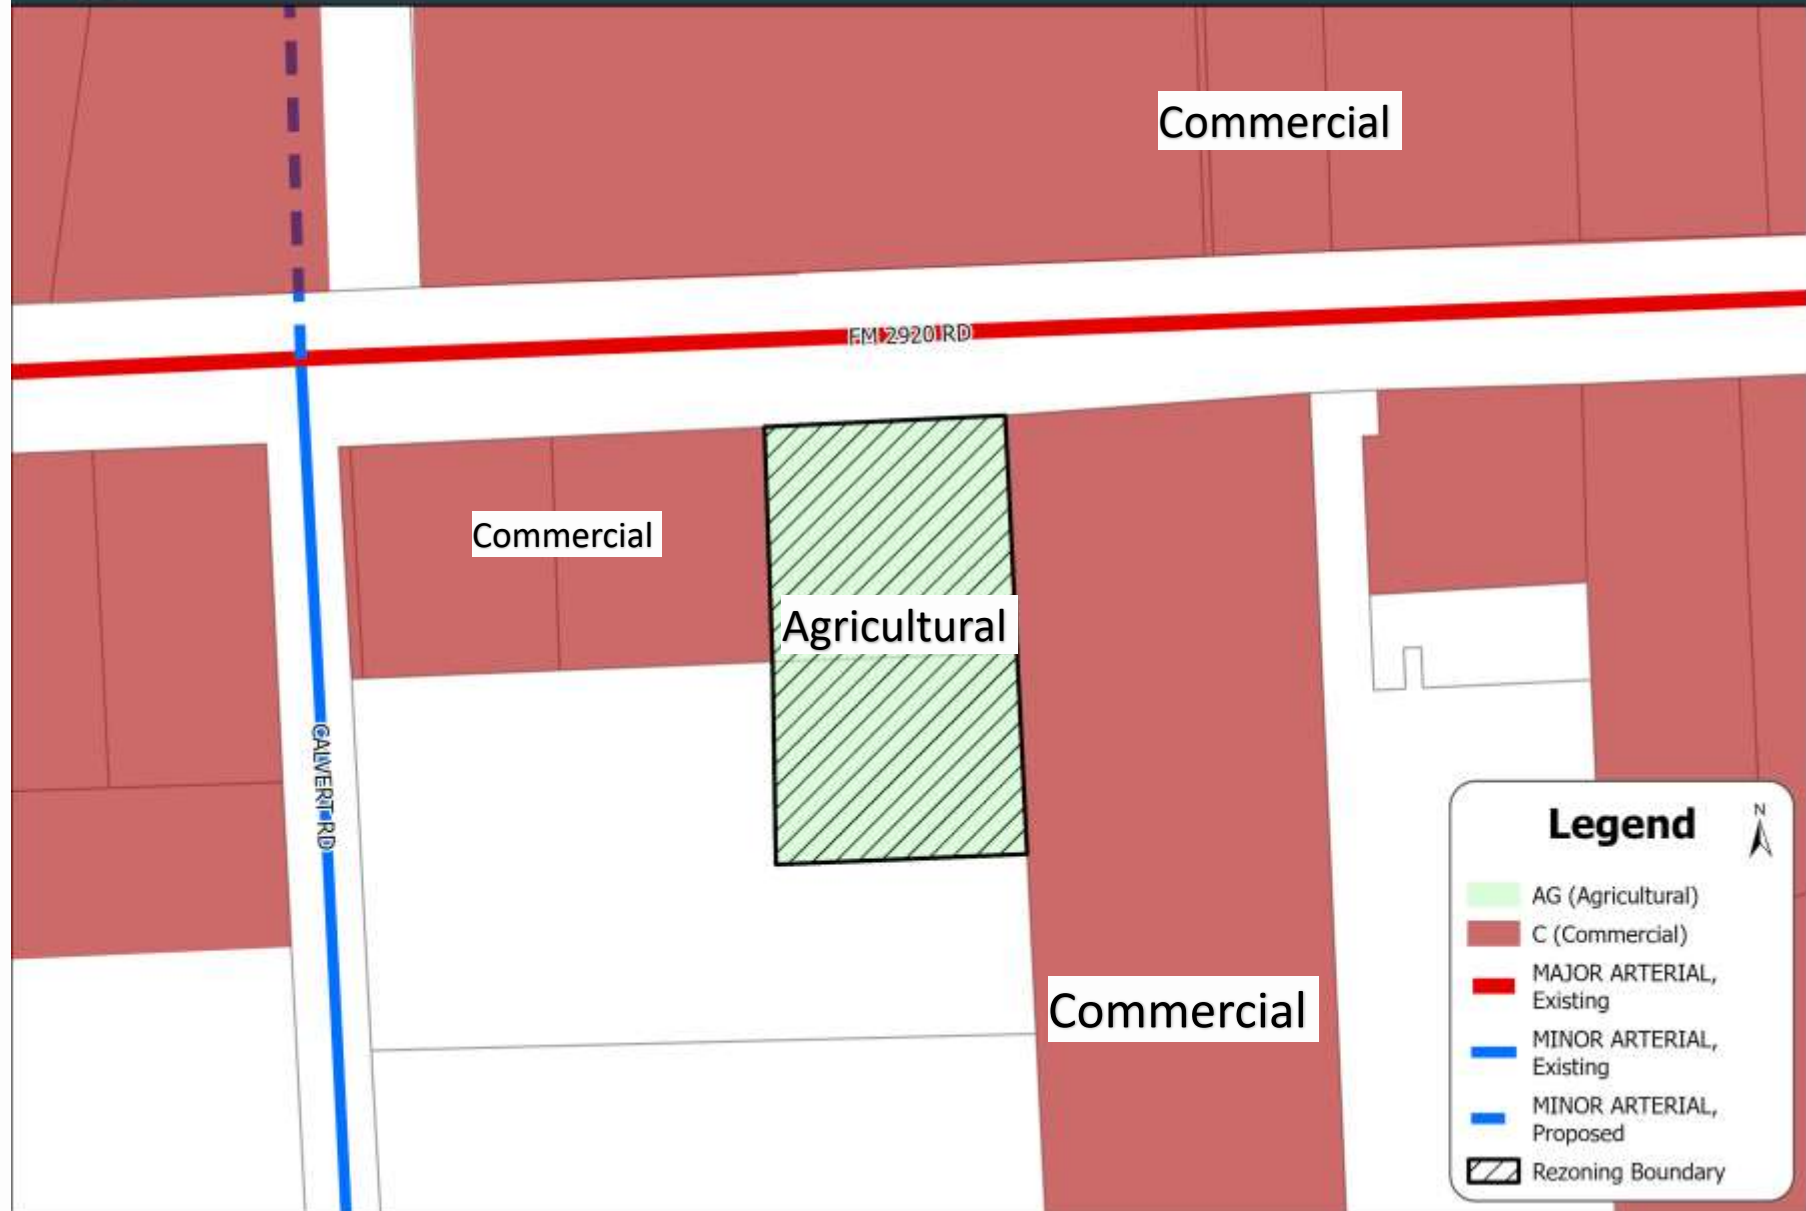 Commercial
FM 2920 RD
Commercial
Agricultural
CALVERT RD
Commercial
Legend
N
AG (Agricultural)
C (Commercial)
MAJOR ARTERIAL,
Existing
MINOR ARTERIAL,
Existing
MINOR ARTERIAL,
Proposed
Rezoning Boundary